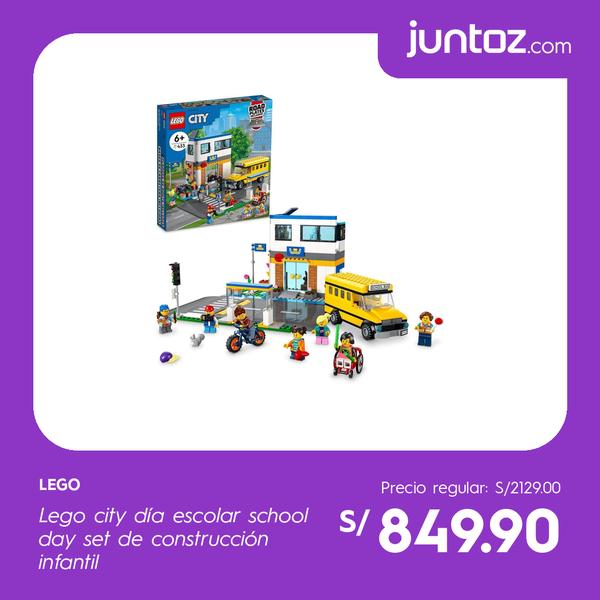 juntoz.com
LEGO CITY
ROAD
6+
LEGO
Precio regular: S/2129.00
Lego city día escolar school
day set de construcción
infantil
S/ 849.90